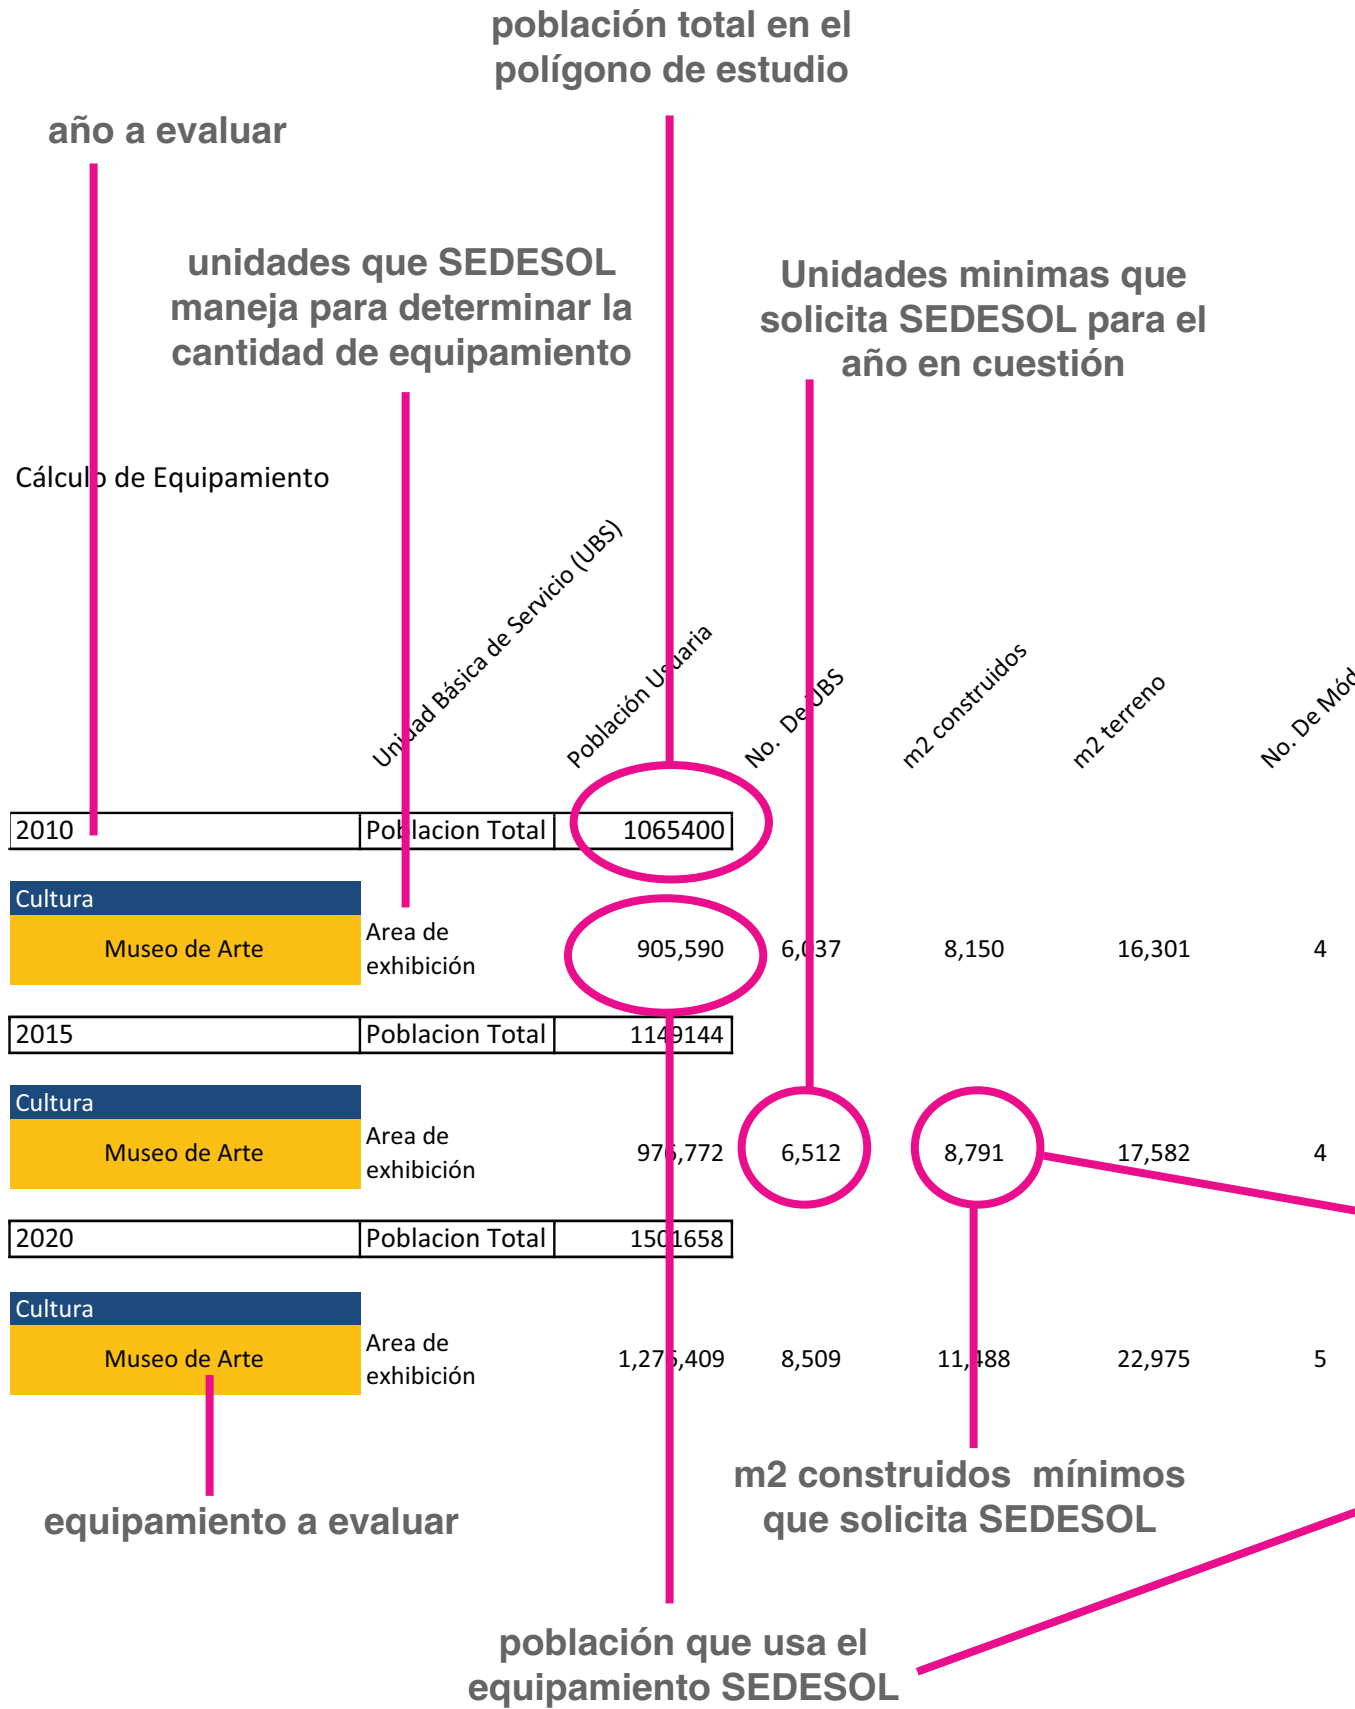 población total en el
polígono de estudio
año a evaluar
unidades que SEDESOL
maneja para determinar la
cantidad de equipamiento
Unidades minimas que
solicita SEDESOL para el
año en cuestión
Cálculo de Equipamiento
Unidad Básica de Servicio (UBS)
Población Usuaria
No. De UBS
m2 construidos
m2 terreno
No. De Mód
2010 Poblacion Total 1065400
Cultura
Museo de Arte Area de exhibición 905,590 6,037 8,150 16,301 4
2015 Poblacion Total 1149144
Cultura
Museo de Arte Area de exhibición 976,772 6,512 8,791 17,582 4
2020 Poblacion Total 1501658
Cultura
Museo de Arte Area de exhibición 1,276,409 8,509 11,488 22,975 5
equipamiento a evaluar
m2 construidos mínimos
que solicita SEDESOL
población que usa el
equipamiento SEDESOL